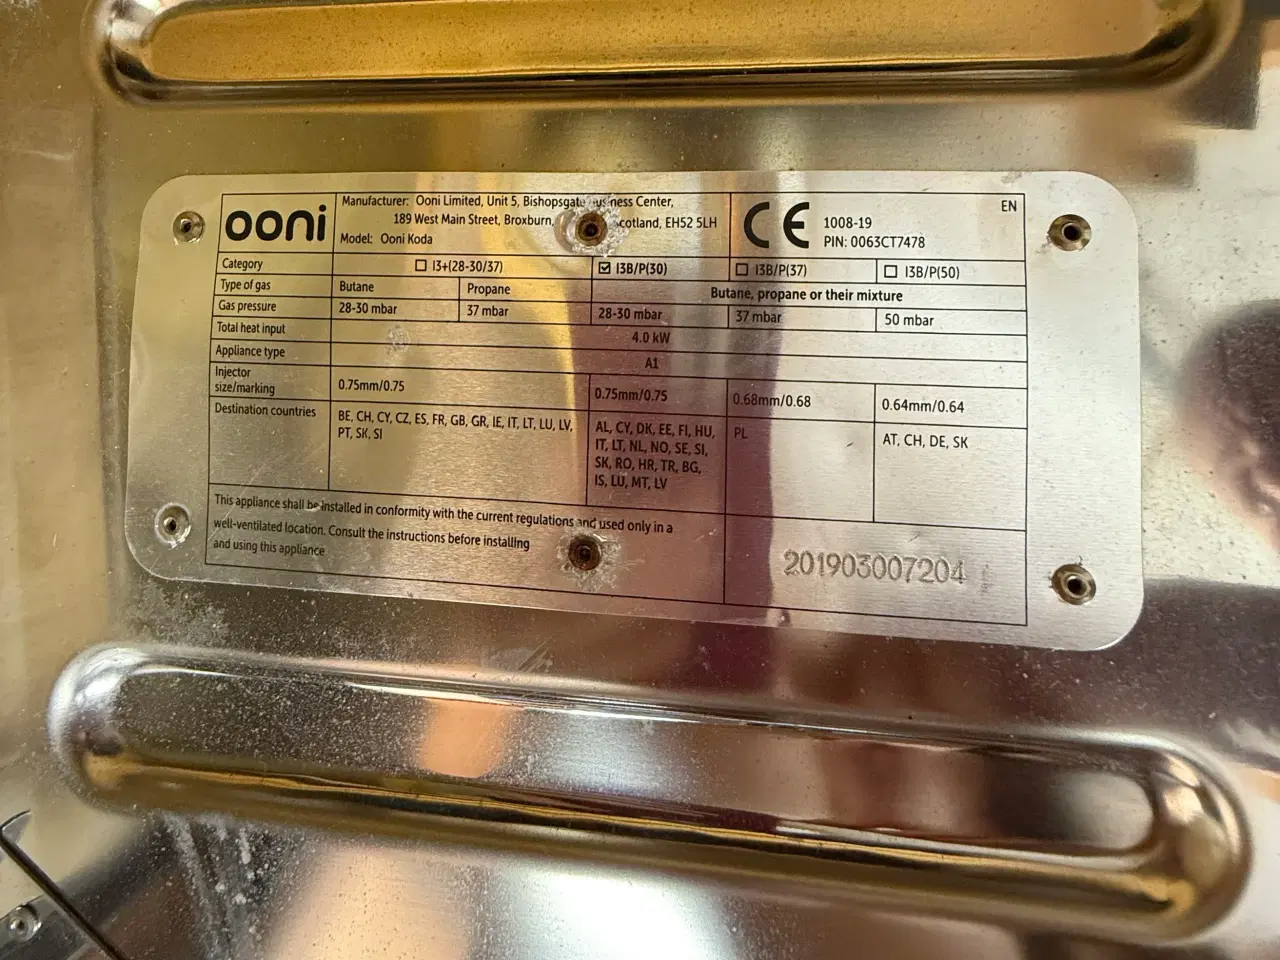 ooni
Manufacturer: Ooni Limited, Unit 5, Bishopsgate Business Center,
189 West Main Street, Broxburn, Scotland, EH52 5LH
Model: Ooni Koda
CE 1008-19
PIN: 0063CT7478
EN
Category ☐ I3+(28-30/37) ☑ I3B/P(30) ☐ I3B/P(37) ☐ I3B/P(50)
Type of gas Butane Propane Butane, propane or their mixture
Gas pressure 28-30 mbar 37 mbar 28-30 mbar 37 mbar 50 mbar
Total heat input 4.0 kW
Appliance type A1
Injector
size/marking 0.75mm/0.75 0.75mm/0.75 0.68mm/0.68 0.64mm/0.64
Destination countries
BE, CH, CY, CZ, ES, FR, GB, GR, IE, IT, LT, LU, LV,
PT, SK, SI
AL, CY, DK, EE, FI, HU,
IT, LT, NL, NO, SE, SI,
SK, RO, HR, TR, BG,
IS, LU, MT, LV
PL
AT, CH, DE, SK
This appliance shall be installed in conformity with the current regulations and used only in a
well-ventilated location. Consult the instructions before installing
and using this appliance
201903007204